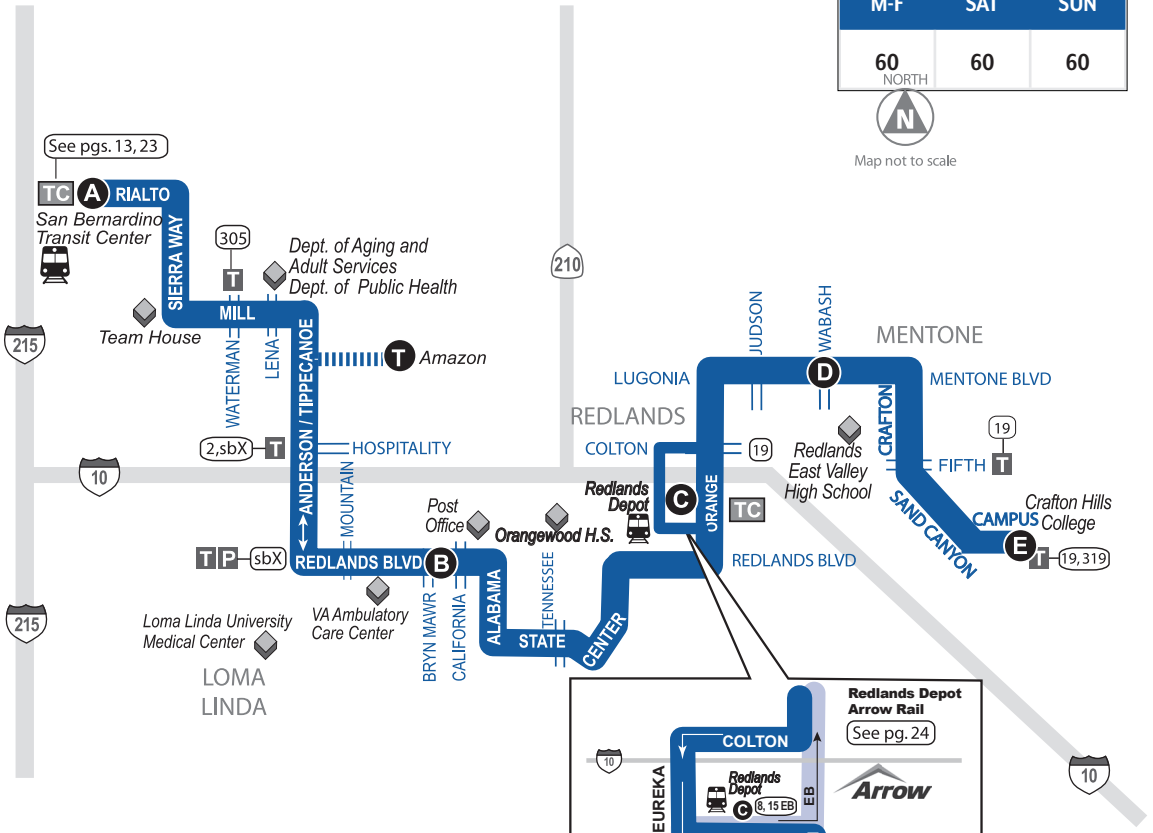 M-F SAT SUN
60 60 60
NORTH
N
Map not to scale
See pgs. 13, 23
TC A RIALTO
San Bernardino
Transit Center
SIERRA WAY
305
T
Dept. of Aging and
Adult Services
Dept. of Public Health
210
215
Team House
MILL
WATERMAN
LENA
ANDERSON / TIPPECANOE
T Amazon
JUDSON
WABASH
MENTONE
LUGONIA
D
MENTONE BLVD
REDLANDS
CRAFTON
2,sbX T
HOSPITALITY
COLTON
19
Redlands
East Valley
High School
19
T
FIFTH
10
MOUNTAIN
Post
Office
Redlands
Depot
C
ORANGE
TC
Orangewood H.S.
SAND CANYON
CAMPUS
Crafton Hills
College
E
T 19, 319
T P sbX
REDLANDS BLVD
B
TENNESSEE
REDLANDS BLVD
215
Loma Linda University
Medical Center
VA Ambulatory
Care Center
BRYN MAWR
CALIFORNIA
ALABAMA
STATE
CENTER
LOMA
LINDA
Redlands Depot
Arrow Rail
See pg. 24
COLTON
10
EUREKA
Redlands
Depot
C 8, 15 EB
EB
Arrow
10